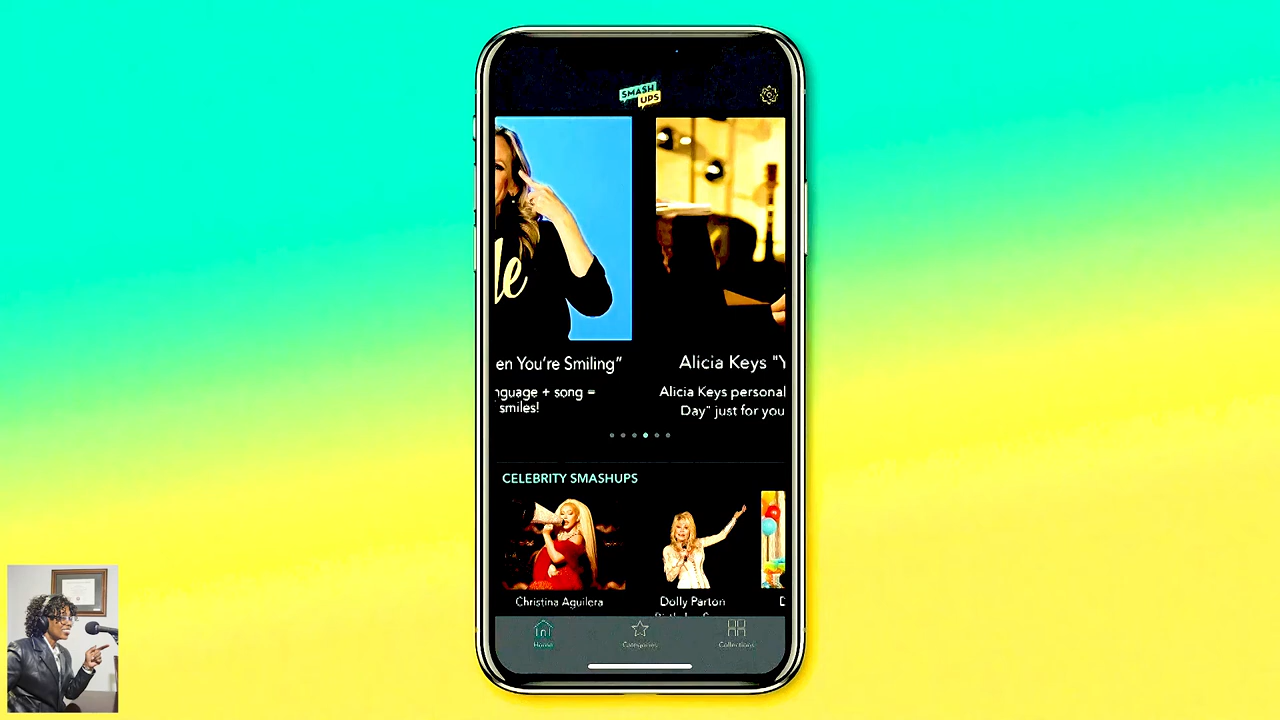 SMASH
UPS
le
en You're Smiling"
nguage + song =
smiles!
Alicia Keys "Y
Alicia Keys personal
Day" just for you
CELEBRITY SMASHUPS
Christina Aguilera
Dolly Parton
D
Home
Categories
Collections